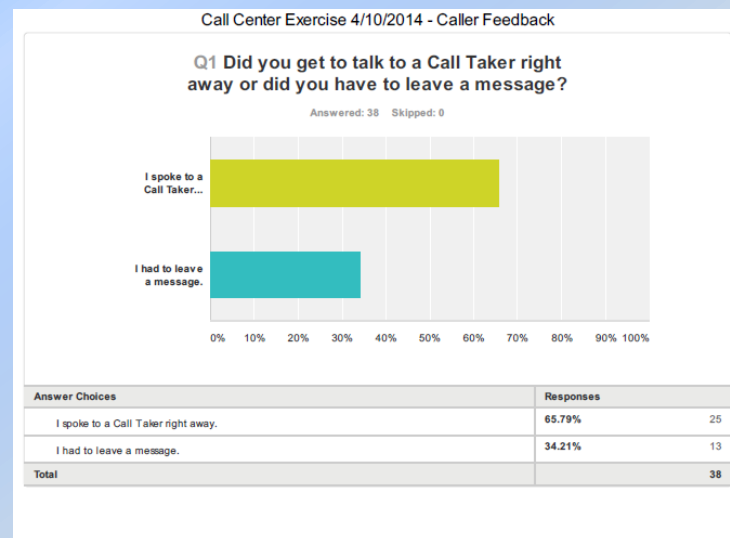 Call Center Exercise 4/10/2014 - Caller Feedback
Q1 Did you get to talk to a Call Taker right
away or did you have to leave a message?
Answered: 38 Skipped: 0
I spoke to a
Call Taker...
I had to leave
a message.
0% 10% 20% 30% 40% 50% 60% 70% 80% 90% 100%
Answer Choices Responses
I spoke to a Call Taker right away. 65.79% 25
I had to leave a message. 34.21% 13
Total 38